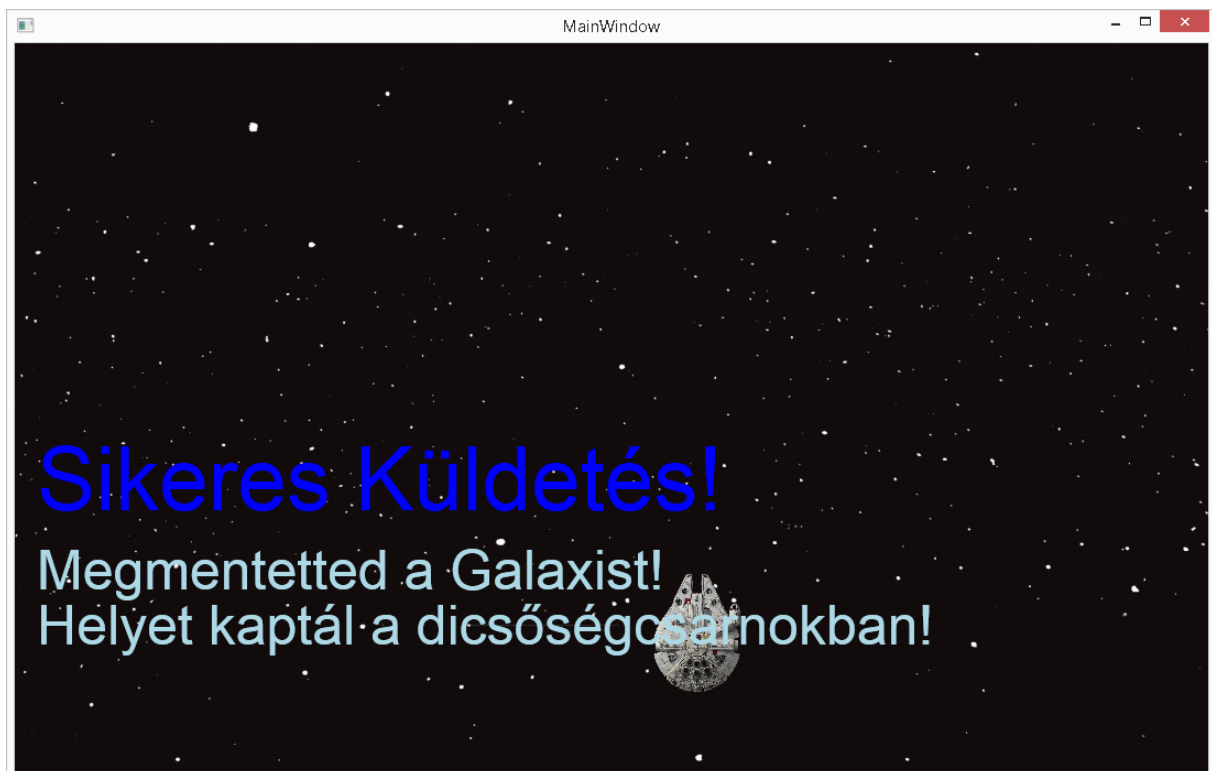 MainWindow
Sikeres Küldetés!
Megmentetted a Galaxist!
Helyet kaptál a dicsőségcsarnokban!